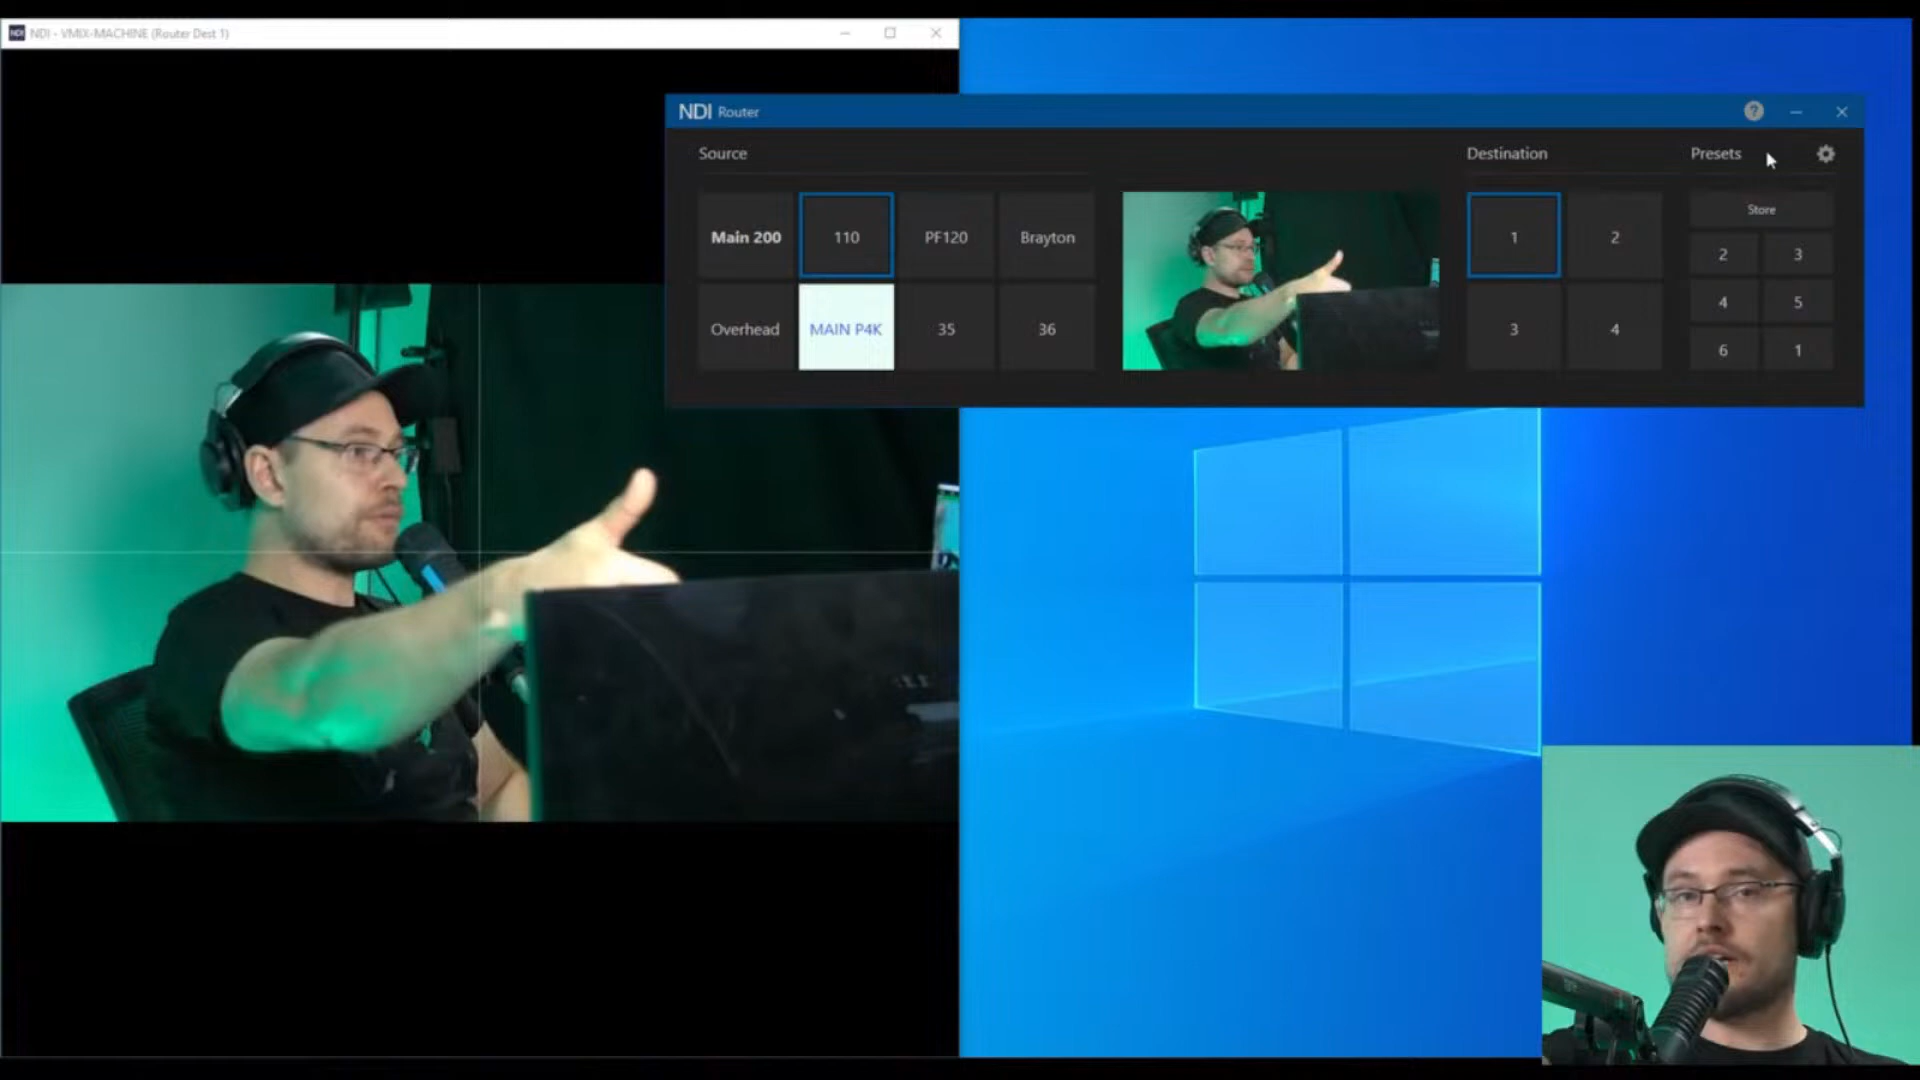 NDI - VMIX-MACHINE (Router Dest 1)
NDI Router
Source
Destination
Presets
Main 200
110
PF120
Brayton
1
2
Store
2
3
Overhead
MAIN P4K
35
36
3
4
4
5
6
1